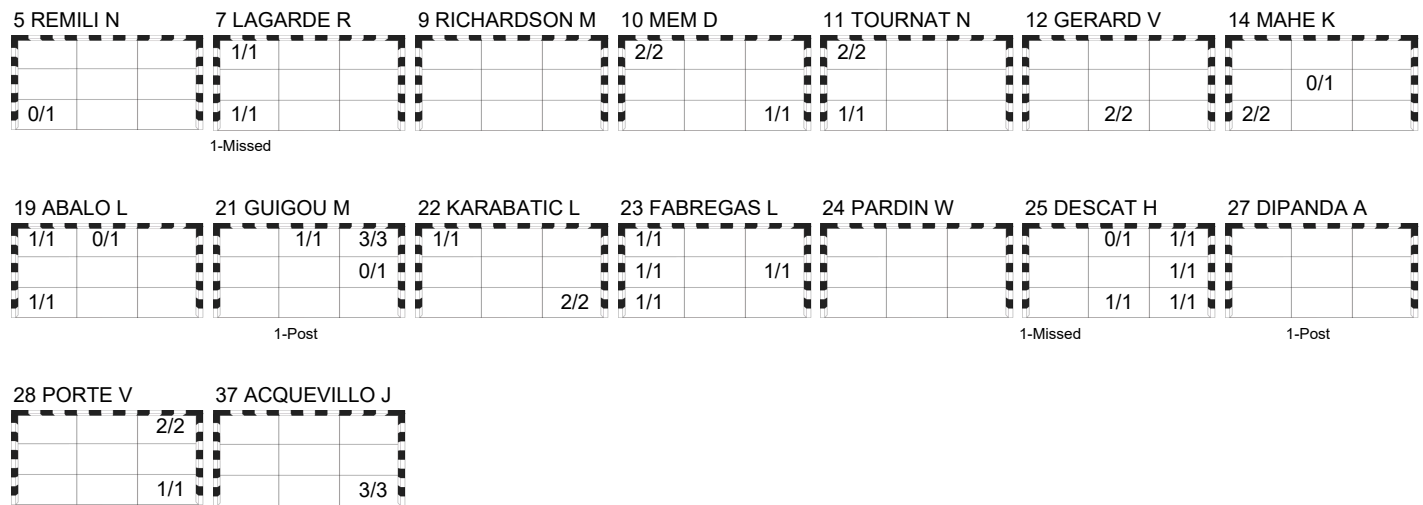 5 REMILI N 7 LAGARDE R 9 RICHARDSON M 10 MEM D 11 TOURNAT N 12 GERARD V 14 MAHE K
1/1 2/2 2/2
0/1
0/1 1/1 1/1 1/1 2/2 2/2
1-Missed
19 ABALO L 21 GUIGOU M 22 KARABATIC L 23 FABREGAS L 24 PARDIN W 25 DESCAT H 27 DIPANDA A
1/1 0/1 1/1 3/3 1/1 1/1 0/1 1/1
0/1 1/1 1/1 1/1
1/1 2/2 1/1 1/1 1/1
1-Post 1-Missed 1-Post
28 PORTE V 37 ACQUEVILLO J
2/2
1/1 3/3